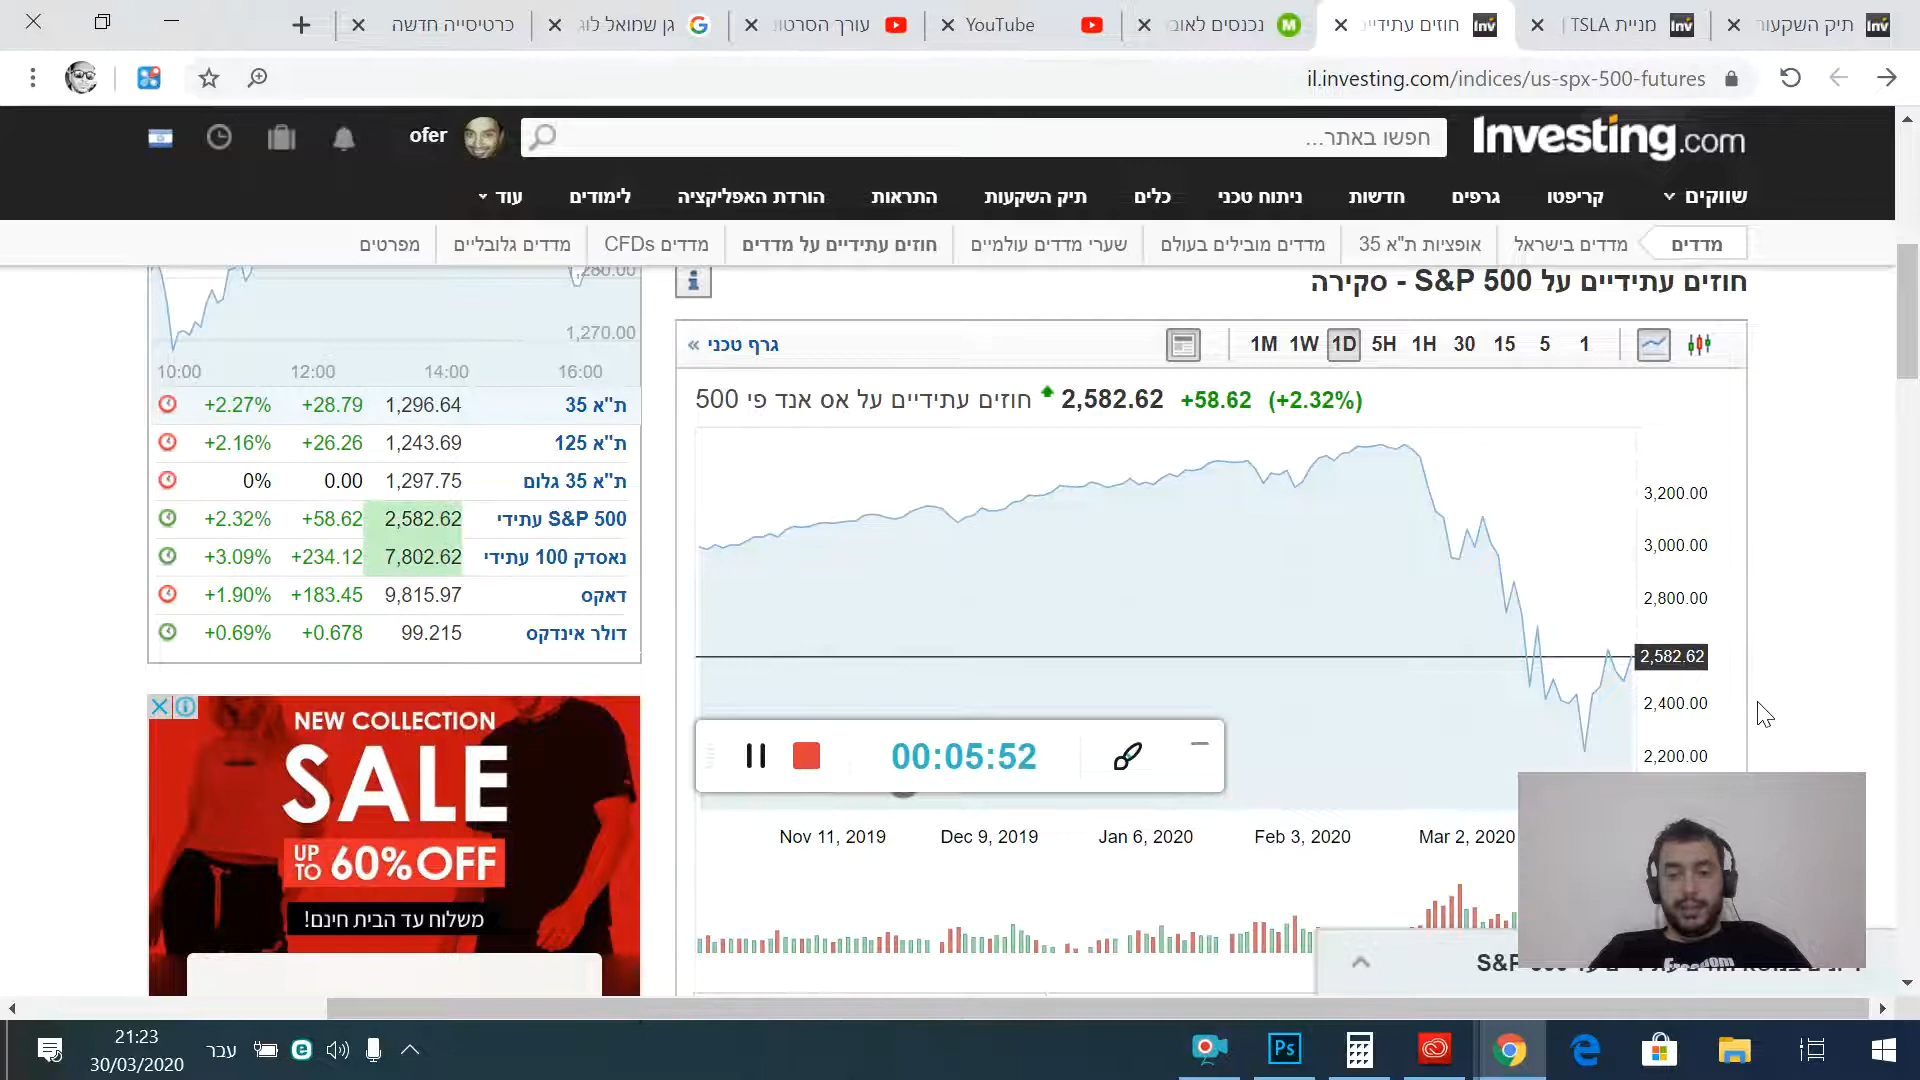 תיק השקעות
מניית TSLA |
חוזים עתידיים
נכנסים לאובי
YouTube
עורך הסרטונ
גן שמואל לוג
כרטיסייה חדשה
il.investing.com/indices/us-spx-500-futures
Investing.com
חפשו באתר...
ofer
שווקים
קריפטו
גרפים
חדשות
ניתוח טכני
כלים
תיק השקעות
התראות
הורדת האפליקציה
לימודים
עוד
מדדים
מדדים בישראל
אופציות ת"א 35
מדדים מובילים בעולם
שערי מדדים עולמיים
חוזים עתידיים על מדדים
מדדים CFDs
מדדים גלובליים
מפרטים
חוזים עתידיים על S&P 500 - סקירה
גרף טכני »
1M 1W 1D 5H 1H 30 15 5 1
חוזים עתידיים על אס אנד פי 500 2,582.62 +58.62 (+2.32%)
3,200.00
3,000.00
2,800.00
2,582.62
2,400.00
2,200.00
Nov 11, 2019 Dec 9, 2019 Jan 6, 2020 Feb 3, 2020 Mar 2, 2020
00:05:52
1,280.00
1,270.00
10:00 12:00 14:00 16:00
ת"א 35 1,296.64 +28.79 +2.27%
ת"א 125 1,243.69 +26.26 +2.16%
ת"א 35 גלום 1,297.75 0.00 0%
S&P 500 עתידי 2,582.62 +58.62 +2.32%
נאסדק 100 עתידי 7,802.62 +234.12 +3.09%
דאקס 9,815.97 +183.45 +1.90%
דולר אינדקס 99.215 +0.678 +0.69%
NEW COLLECTION
SALE
UP TO 60% OFF
משלוח עד הבית חינם!
Freedom
21:23
30/03/2020
עבר
Ps